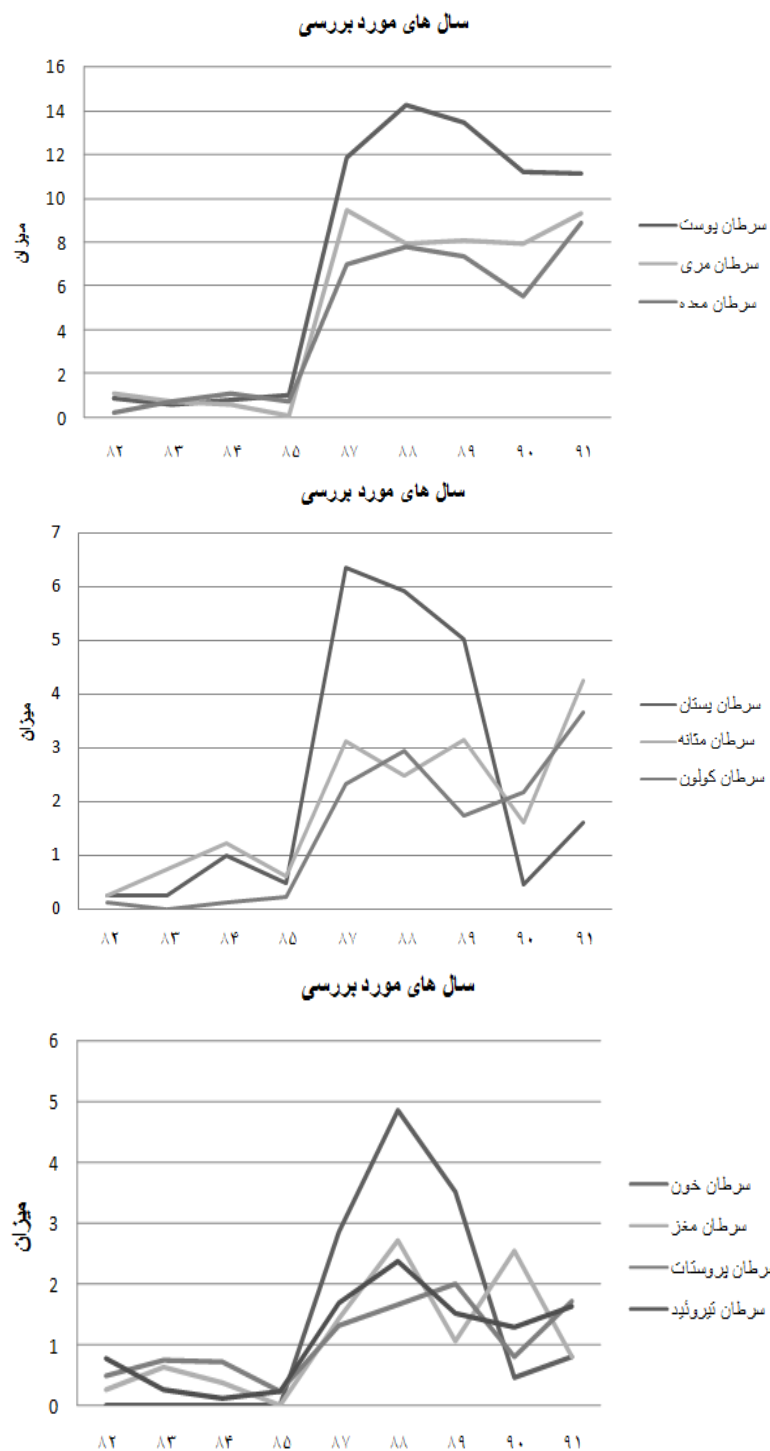 سال های مورد بررسی
16
14
12
10
8
6
4
2
0
میزان
۸۲ ۸۳ ۸۴ ۸۵ ۸۷ ۸۸ ۸۹ ۹۰ ۹۱
سرطان پوست
سرطان مری
سرطان معده
سال های مورد بررسی
7
6
5
4
3
2
1
0
میزان
۸۲ ۸۳ ۸۴ ۸۵ ۸۷ ۸۸ ۸۹ ۹۰ ۹۱
سرطان پستان
سرطان مثانه
سرطان کولون
سال های مورد بررسی
6
5
4
3
2
1
0
میزان
۸۲ ۸۳ ۸۴ ۸۵ ۸۷ ۸۸ ۸۹ ۹۰ ۹۱
سرطان خون
سرطان مغز
سرطان پروستات
سرطان تیروئید